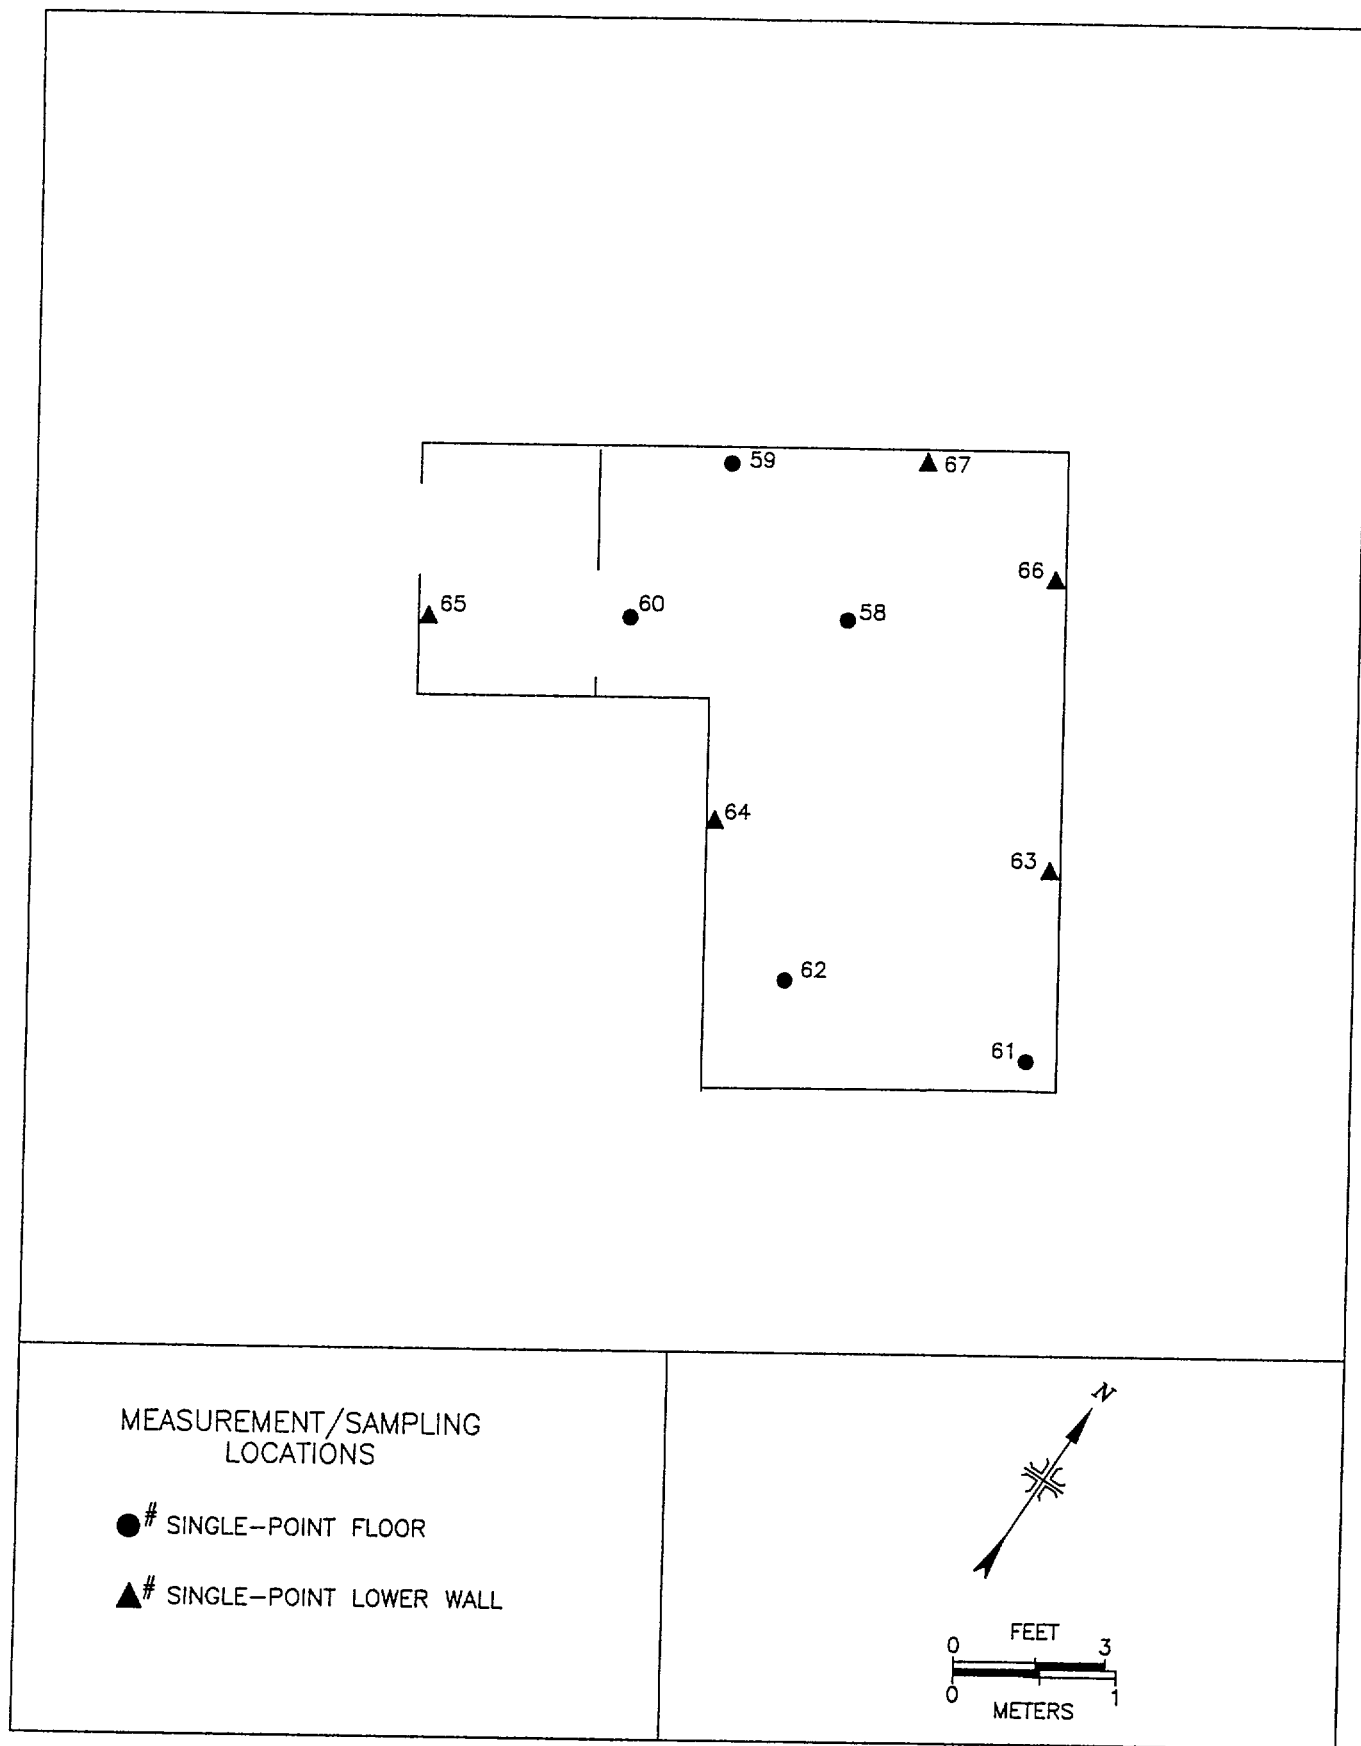 59
67
66
65
60
58
64
63
62
61
MEASUREMENT/SAMPLING
LOCATIONS
# SINGLE-POINT FLOOR
# SINGLE-POINT LOWER WALL
N
FEET
0 3
0 1
METERS